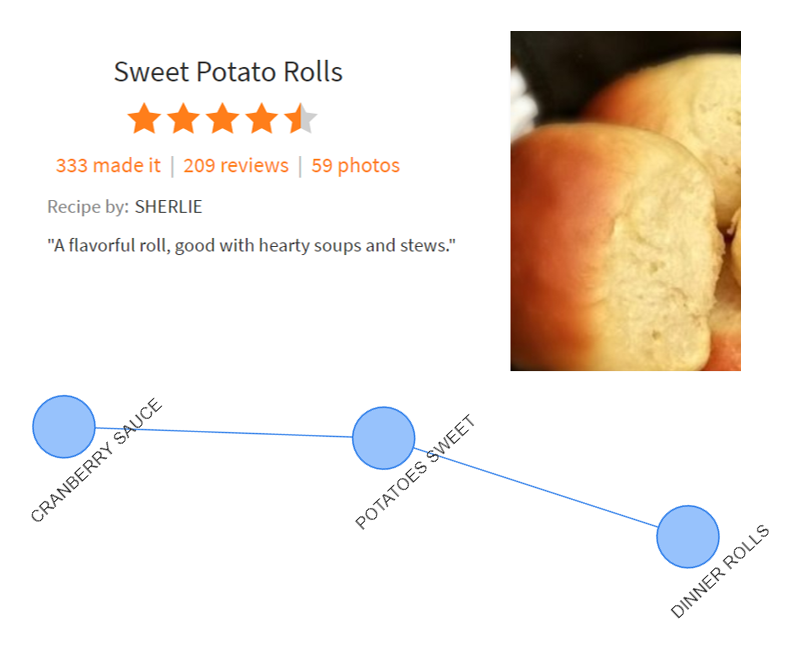 Sweet Potato Rolls
333 made it | 209 reviews | 59 photos
Recipe by: SHERLIE
"A flavorful roll, good with hearty soups and stews."
CRANBERRY SAUCE
POTATOES SWEET
DINNER ROLLS